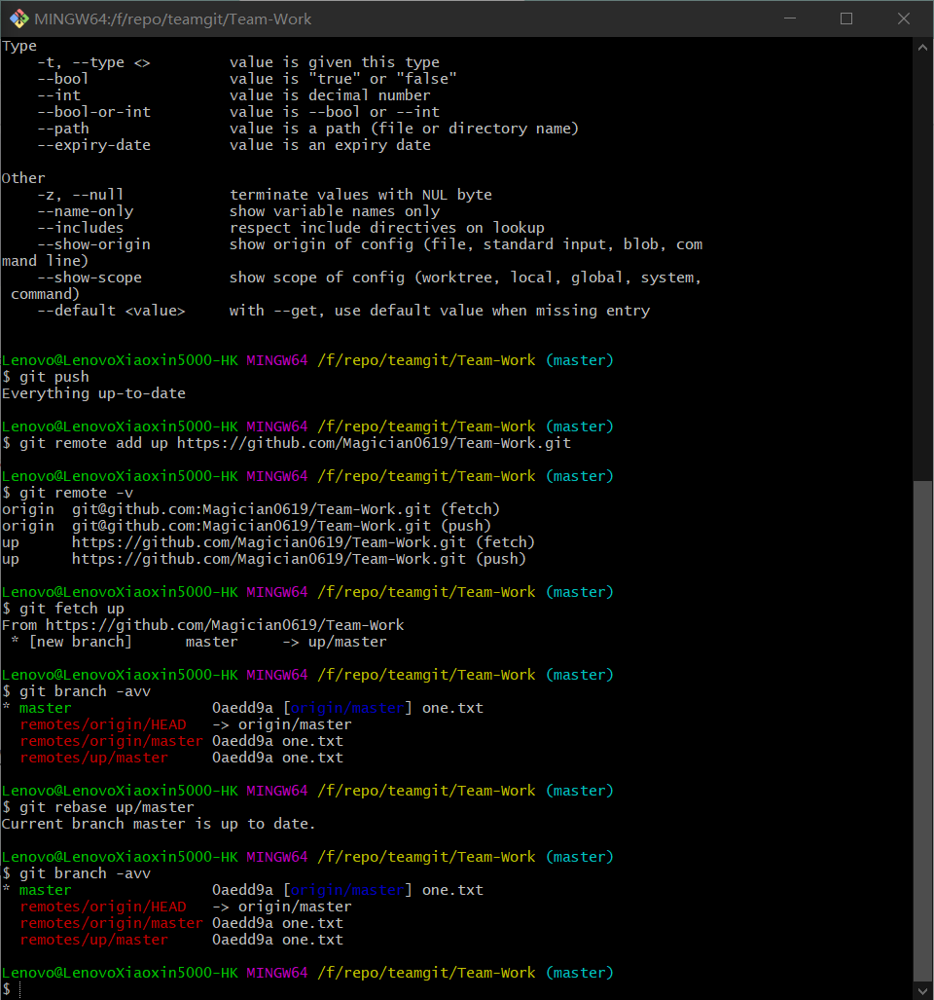 MINGW64:/f/repo/teamgit/Team-Work
Type
    -t, --type <>         value is given this type
    --bool                value is "true" or "false"
    --int                 value is decimal number
    --bool-or-int         value is --bool or --int
    --path                value is a path (file or directory name)
    --expiry-date         value is an expiry date
Other
    -z, --null            terminate values with NUL byte
    --name-only           show variable names only
    --includes            respect include directives on lookup
    --show-origin         show origin of config (file, standard input, blob, com
mand line)
    --show-scope          show scope of config (worktree, local, global, system,
 command)
    --default <value>     with --get, use default value when missing entry
Lenovo@LenovoXiaoxin5000-HK MINGW64 /f/repo/teamgit/Team-Work (master)
$ git push
Everything up-to-date
Lenovo@LenovoXiaoxin5000-HK MINGW64 /f/repo/teamgit/Team-Work (master)
$ git remote add up https://github.com/Magician0619/Team-Work.git
Lenovo@LenovoXiaoxin5000-HK MINGW64 /f/repo/teamgit/Team-Work (master)
$ git remote -v
origin  git@github.com:Magician0619/Team-Work.git (fetch)
origin  git@github.com:Magician0619/Team-Work.git (push)
up      https://github.com/Magician0619/Team-Work.git (fetch)
up      https://github.com/Magician0619/Team-Work.git (push)
Lenovo@LenovoXiaoxin5000-HK MINGW64 /f/repo/teamgit/Team-Work (master)
$ git fetch up
From https://github.com/Magician0619/Team-Work
 * [new branch]      master     -> up/master
Lenovo@LenovoXiaoxin5000-HK MINGW64 /f/repo/teamgit/Team-Work (master)
$ git branch -avv
* master                0aedd9a [origin/master] one.txt
  remotes/origin/HEAD   -> origin/master
  remotes/origin/master 0aedd9a one.txt
  remotes/up/master     0aedd9a one.txt
Lenovo@LenovoXiaoxin5000-HK MINGW64 /f/repo/teamgit/Team-Work (master)
$ git rebase up/master
Current branch master is up to date.
Lenovo@LenovoXiaoxin5000-HK MINGW64 /f/repo/teamgit/Team-Work (master)
$ git branch -avv
* master                0aedd9a [origin/master] one.txt
  remotes/origin/HEAD   -> origin/master
  remotes/origin/master 0aedd9a one.txt
  remotes/up/master     0aedd9a one.txt
Lenovo@LenovoXiaoxin5000-HK MINGW64 /f/repo/teamgit/Team-Work (master)
$